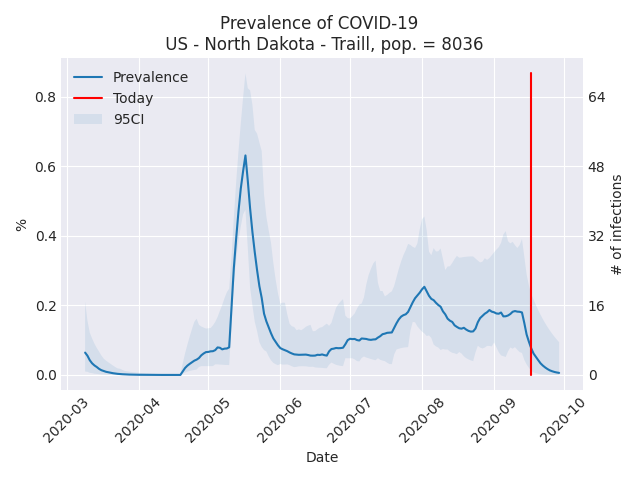 Prevalence of COVID-19
US - North Dakota - Traill, pop. = 8036
Prevalence
Today
95CI
%
0.8
0.6
0.4
0.2
0.0
64
48
32
16
0
# of infections
2020-03
2020-04
2020-05
2020-06
2020-07
2020-08
2020-09
2020-10
Date